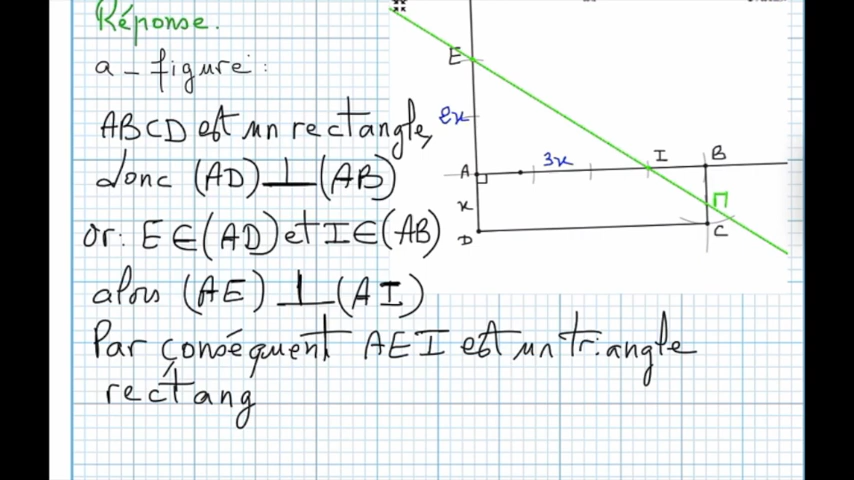 Réponse.
a - figure :
ABCD est un rectangle,
donc (AD) ⊥ (AB)
or : E ∈ (AD) et I ∈ (AB)
alors (AE) ⊥ (AI)
Par conséquent AEI est un triangle
rectang
E
2x
3x
I
B
A
x
M
D
C